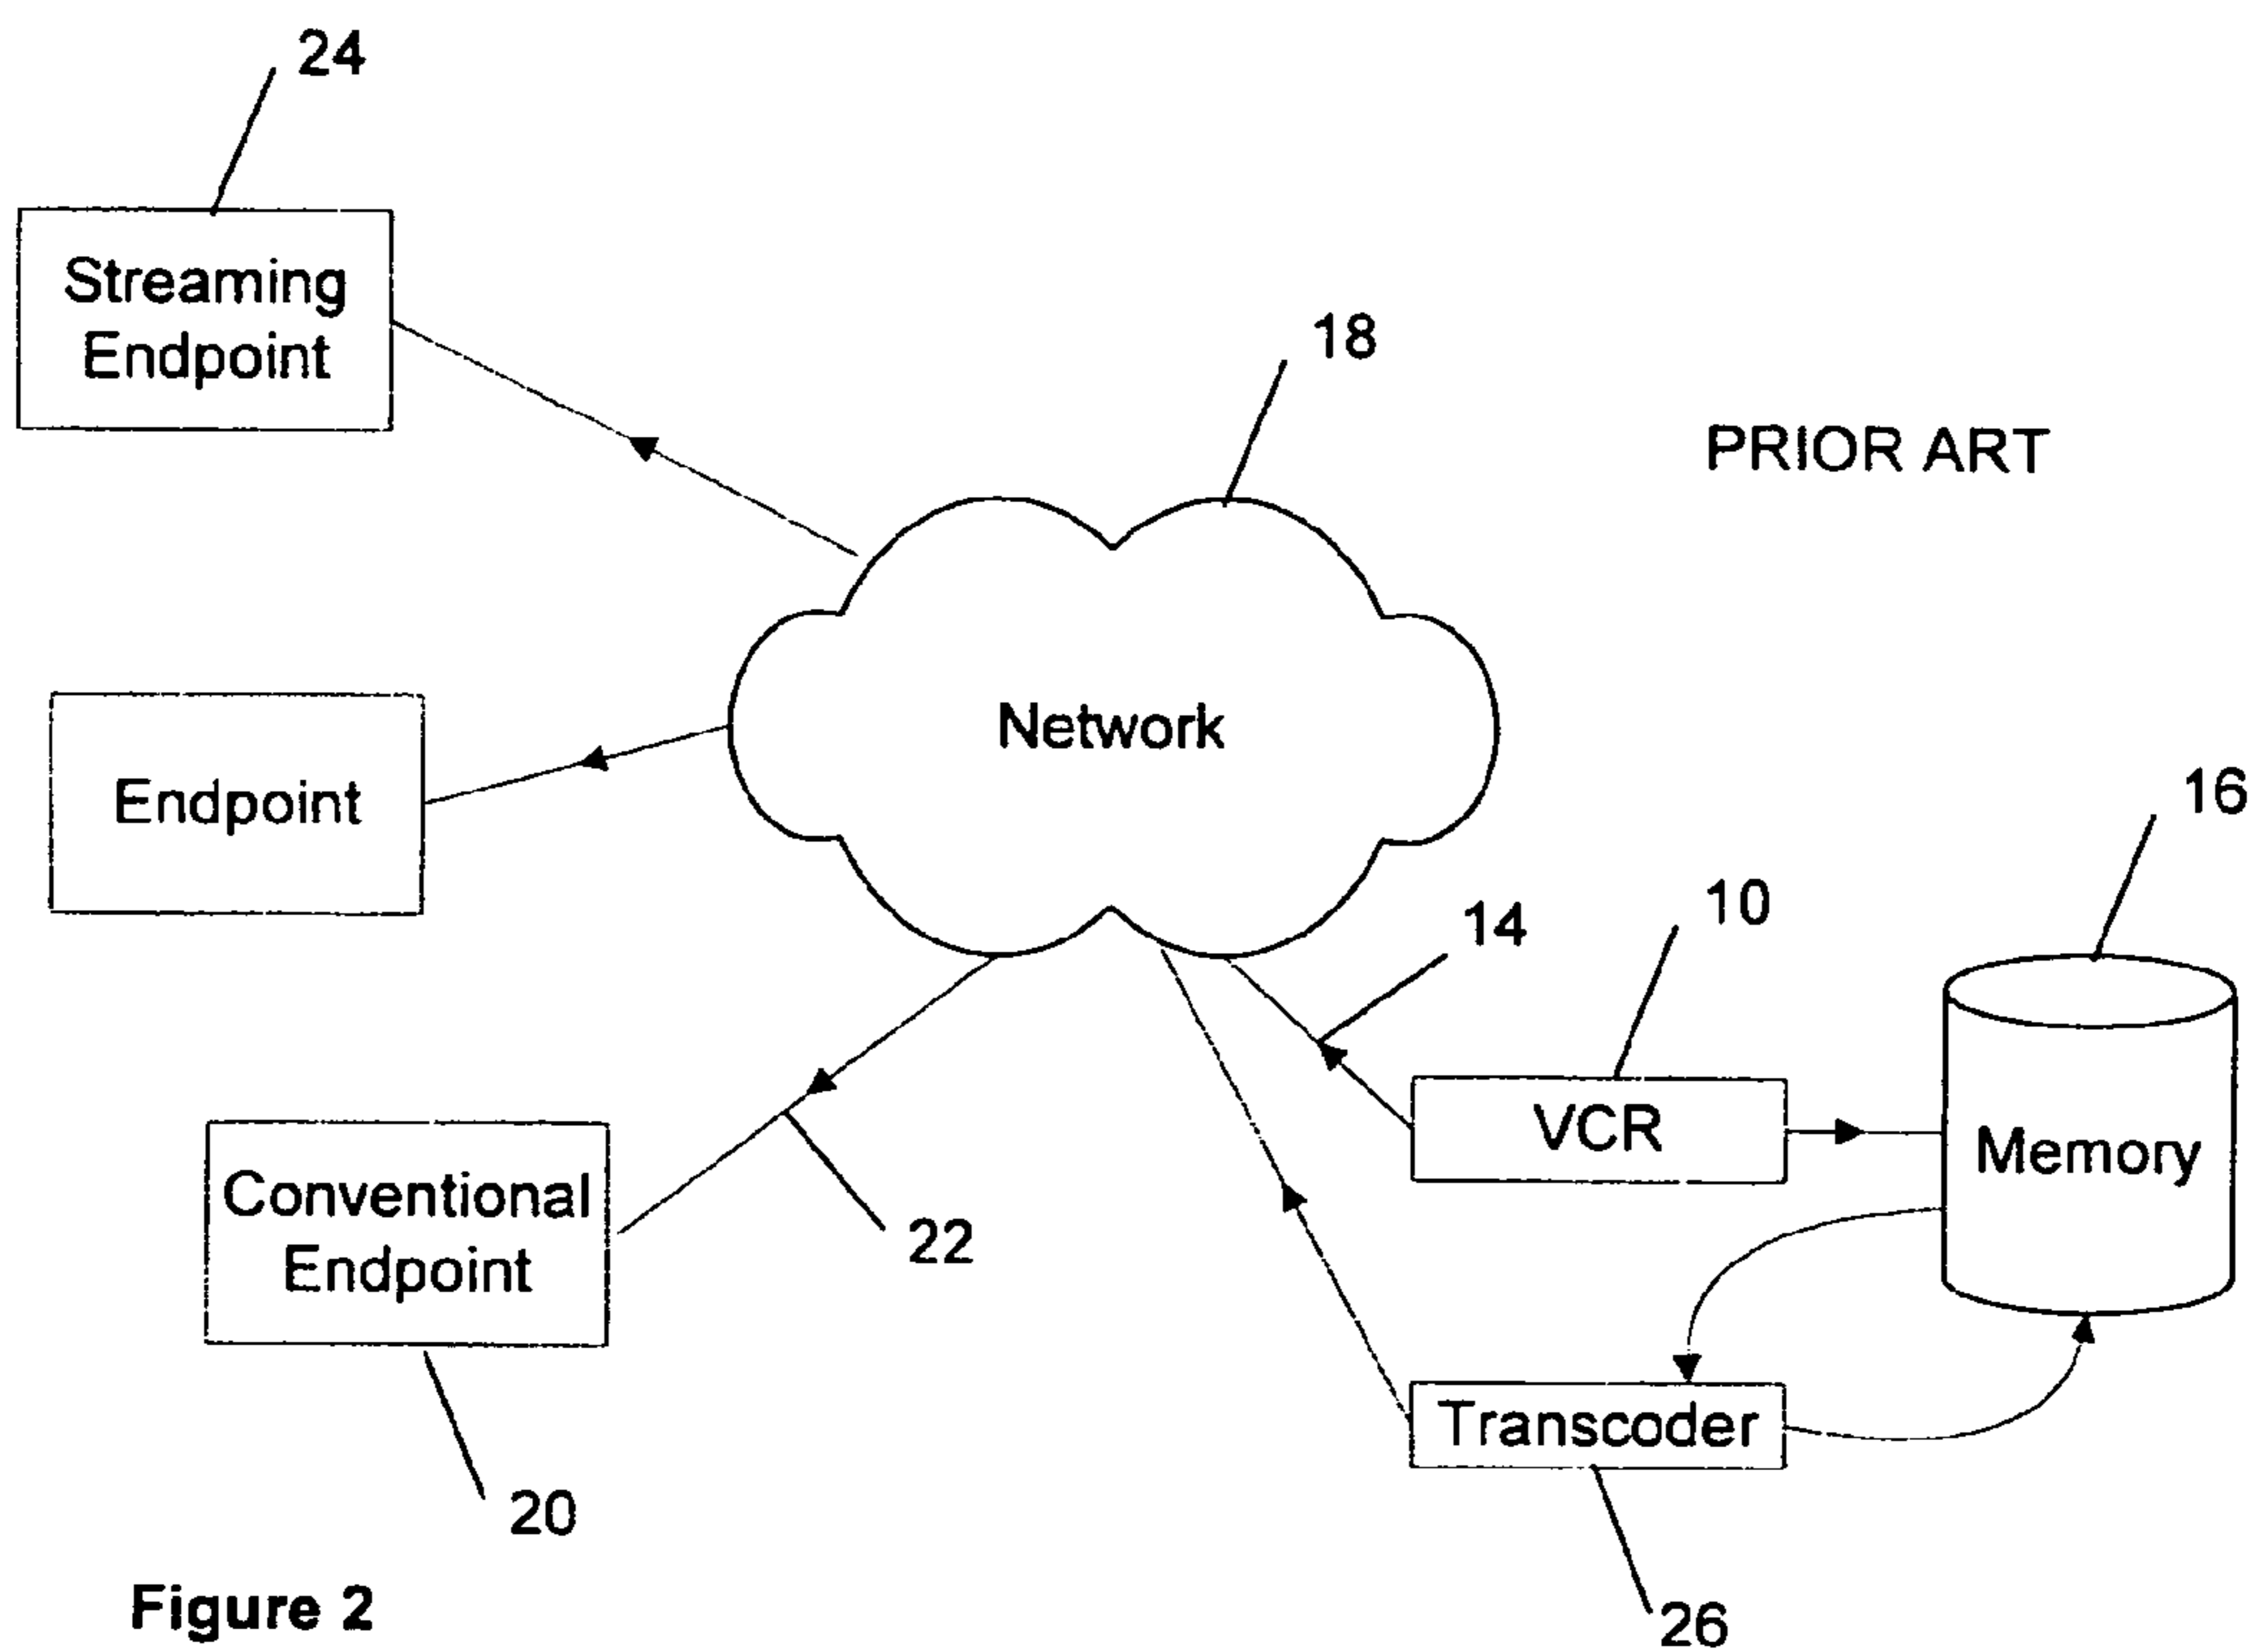 24
Streaming
Endpoint
18
PRIOR ART
Network
Endpoint
16
10
14
VCR
Memory
Conventional
Endpoint
22
Transcoder
20
26
Figure 2